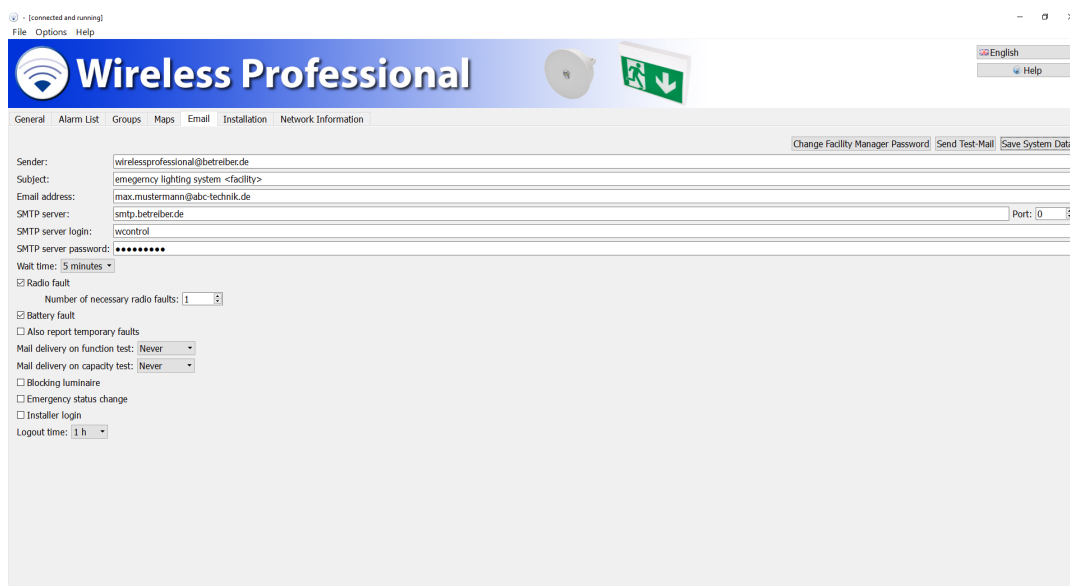 - [connected and running]
File Options Help
Wireless Professional
English
Help
General Alarm List Groups Maps Email Installation Network Information
Change Facility Manager Password Send Test-Mail Save System Data
Sender: wirelessprofessional@betreiber.de
Subject: emegerncy lighting system <facility>
Email address: max.mustermann@abc-technik.de
SMTP server: smtp.betreiber.de Port: 0
SMTP server login: wcontrol
SMTP server password: ●●●●●●●●●
Wait time: 5 minutes
Radio fault
Number of necessary radio faults: 1
Battery fault
Also report temporary faults
Mail delivery on function test: Never
Mail delivery on capacity test: Never
Blocking luminaire
Emergency status change
Installer login
Logout time: 1 h